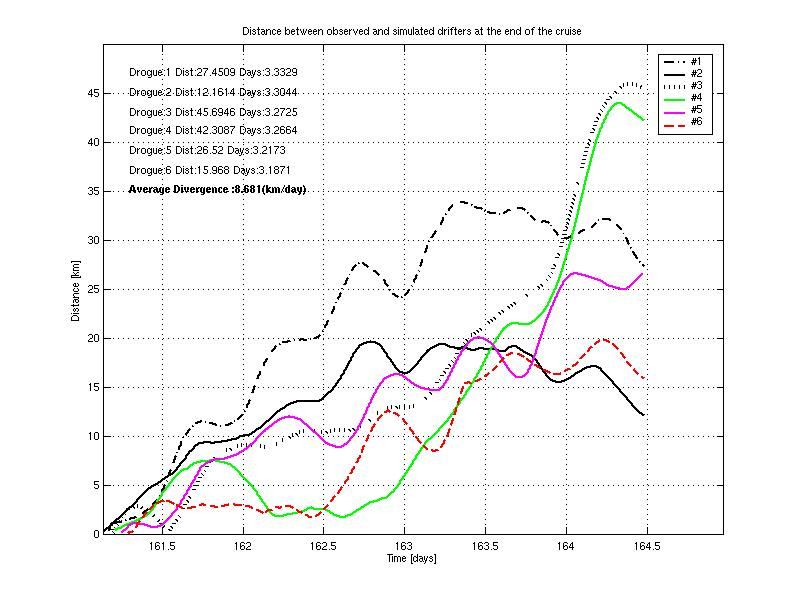 Distance between observed and simulated drifters at the end of the cruise
Drogue:1 Dist:27.4509 Days:3.3329
Drogue:2 Dist:12.1614 Days:3.3044
Drogue:3 Dist:45.6946 Days:3.2725
Drogue:4 Dist:42.3087 Days:3.2664
Drogue:5 Dist:26.52 Days:3.2173
Drogue:6 Dist:15.968 Days:3.1871
Average Divergence :8.681(km/day)
#1
#2
#3
#4
#5
#6
45
40
35
30
25
20
15
10
5
0
Distance [km]
161.5 162 162.5 163 163.5 164 164.5
Time [days]